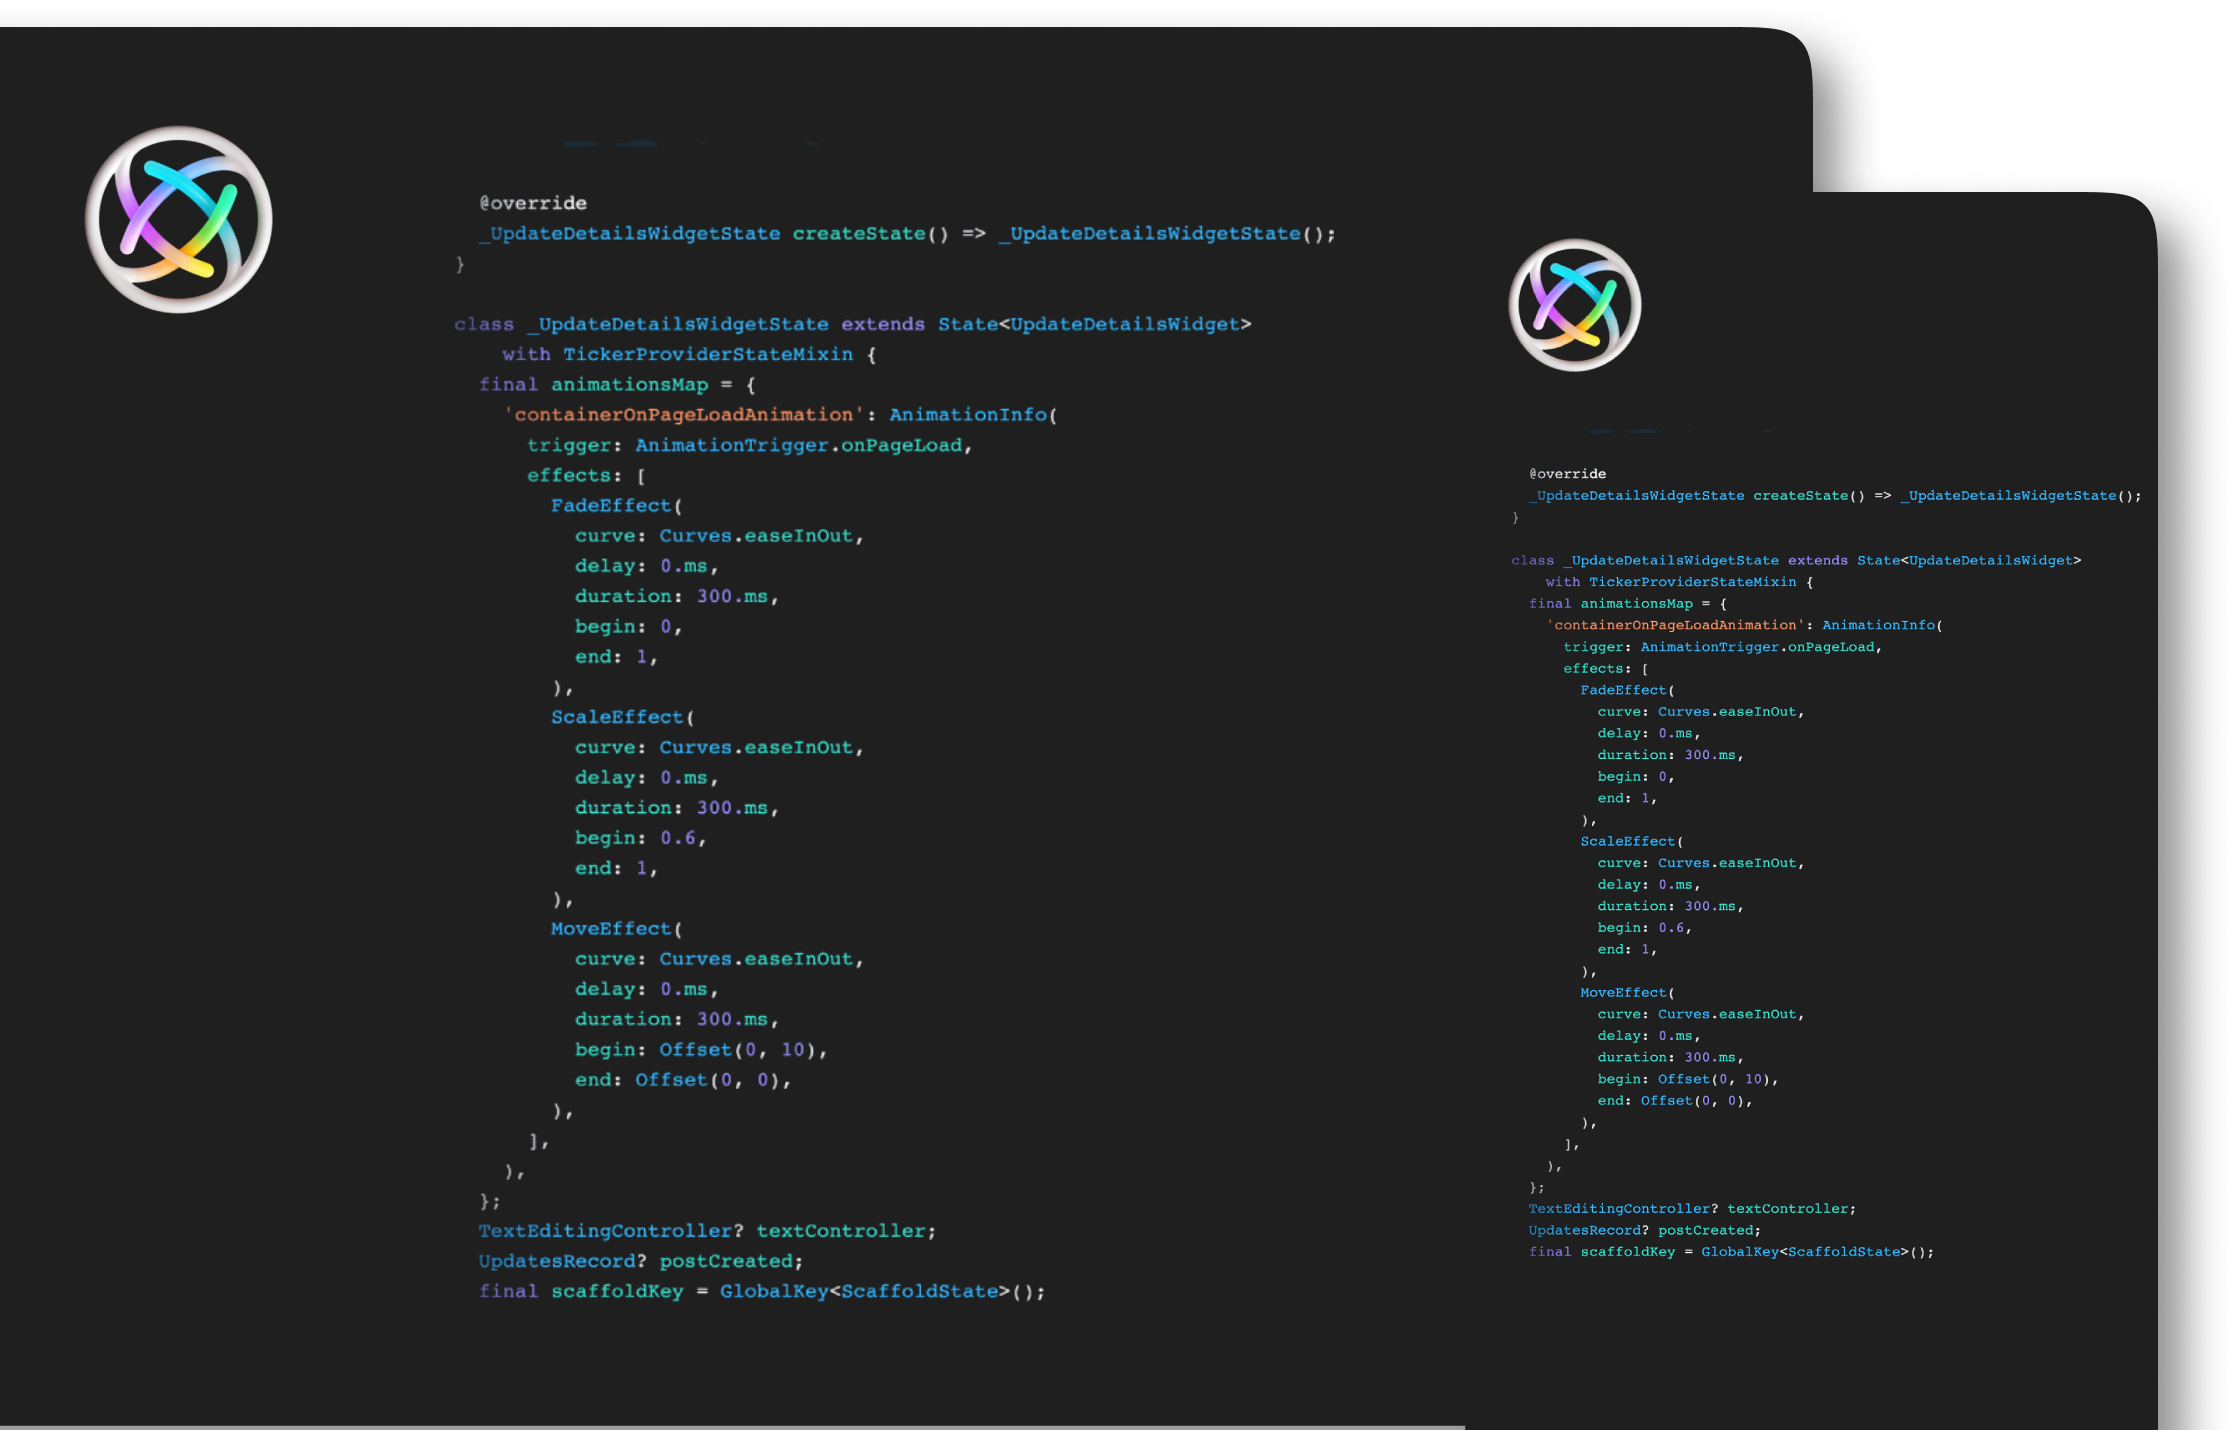 @override
_UpdateDetailsWidgetState createState() => _UpdateDetailsWidgetState();
}
class _UpdateDetailsWidgetState extends State<UpdateDetailsWidget>
with TickerProviderStateMixin {
final animationsMap = {
'containerOnPageLoadAnimation': AnimationInfo(
trigger: AnimationTrigger.onPageLoad,
effects: [
FadeEffect(
curve: Curves.easeInOut,
delay: 0.ms,
duration: 300.ms,
begin: 0,
end: 1,
),
ScaleEffect(
curve: Curves.easeInOut,
delay: 0.ms,
duration: 300.ms,
begin: 0.6,
end: 1,
),
MoveEffect(
curve: Curves.easeInOut,
delay: 0.ms,
duration: 300.ms,
begin: Offset(0, 10),
end: Offset(0, 0),
),
],
),
};
TextEditingController? textController;
UpdatesRecord? postCreated;
final scaffoldKey = GlobalKey<ScaffoldState>();
@override
_UpdateDetailsWidgetState createState() => _UpdateDetailsWidgetState();
}
class _UpdateDetailsWidgetState extends State<UpdateDetailsWidget>
with TickerProviderStateMixin {
final animationsMap = {
'containerOnPageLoadAnimation': AnimationInfo(
trigger: AnimationTrigger.onPageLoad,
effects: [
FadeEffect(
curve: Curves.easeInOut,
delay: 0.ms,
duration: 300.ms,
begin: 0,
end: 1,
),
ScaleEffect(
curve: Curves.easeInOut,
delay: 0.ms,
duration: 300.ms,
begin: 0.6,
end: 1,
),
MoveEffect(
curve: Curves.easeInOut,
delay: 0.ms,
duration: 300.ms,
begin: Offset(0, 10),
end: Offset(0, 0),
),
],
),
};
TextEditingController? textController;
UpdatesRecord? postCreated;
final scaffoldKey = GlobalKey<ScaffoldState>();